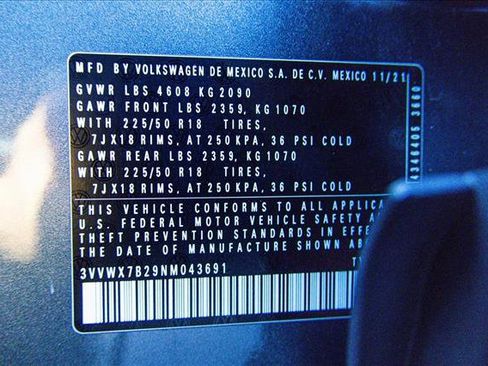 MFD BY VOLKSWAGEN DE MEXICO S.A. DE C.V. MEXICO 11/21
GVWR LBS 4608 KG 2090
GAWR FRONT LBS 2359, KG 1070
WITH 225/50 R18 TIRES,
7JX18 RIMS, AT 250 KPA, 36 PSI COLD
GAWR REAR LBS 2359, KG 1070
WITH 225/50 R18 TIRES,
7JX18 RIMS, AT 250 KPA, 36 PSI COLD
THIS VEHICLE CONFORMS TO ALL APPLICA
U.S. FEDERAL MOTOR VEHICLE SAFETY A
THEFT PREVENTION STANDARDS IN EFFE
THE DATE OF MANUFACTURE SHOWN AB
3VVWX7B29NM043691 TY
4346405 3660